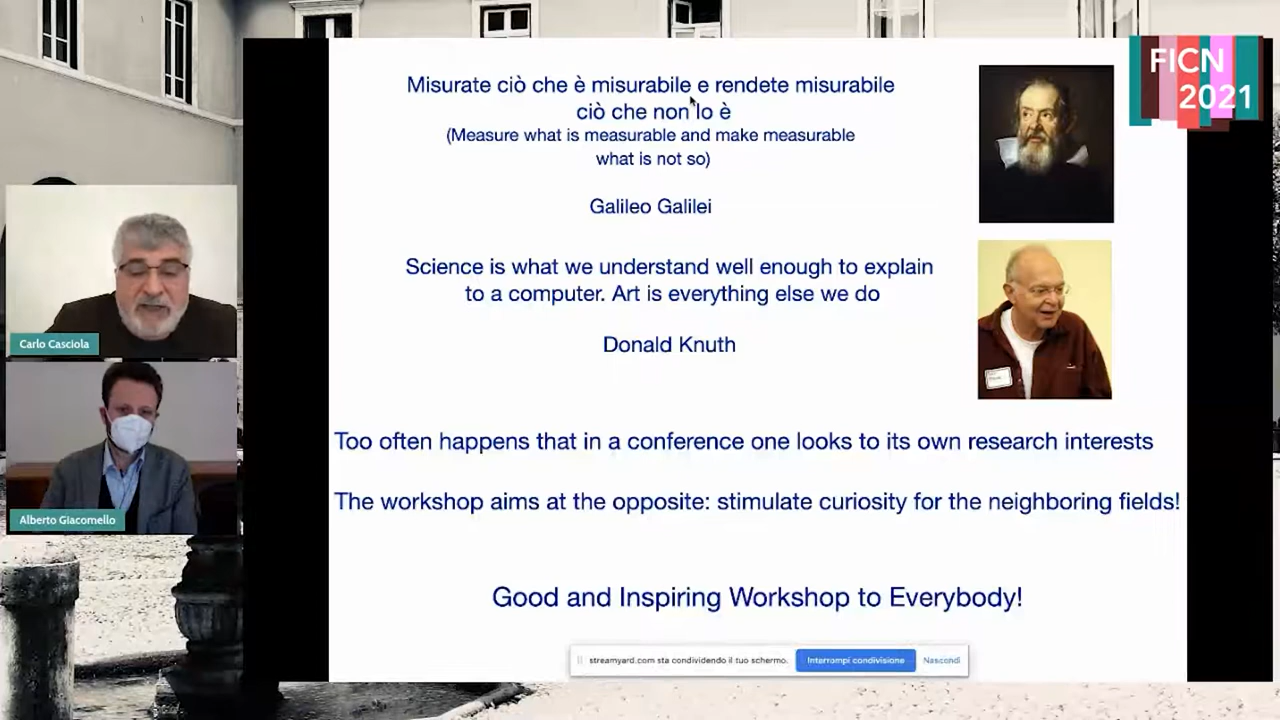 FICN
2021
Misurate ciò che è misurabile e rendete misurabile
ciò che non lo è
(Measure what is measurable and make measurable
what is not so)
Galileo Galilei
Science is what we understand well enough to explain
to a computer. Art is everything else we do
Donald Knuth
Carlo Casciola
Alberto Giacomello
Too often happens that in a conference one looks to its own research interests
The workshop aims at the opposite: stimulate curiosity for the neighboring fields!
Good and Inspiring Workshop to Everybody!
streamyard.com sta condividendo il tuo schermo.
Interrompi condivisione
Nascondi